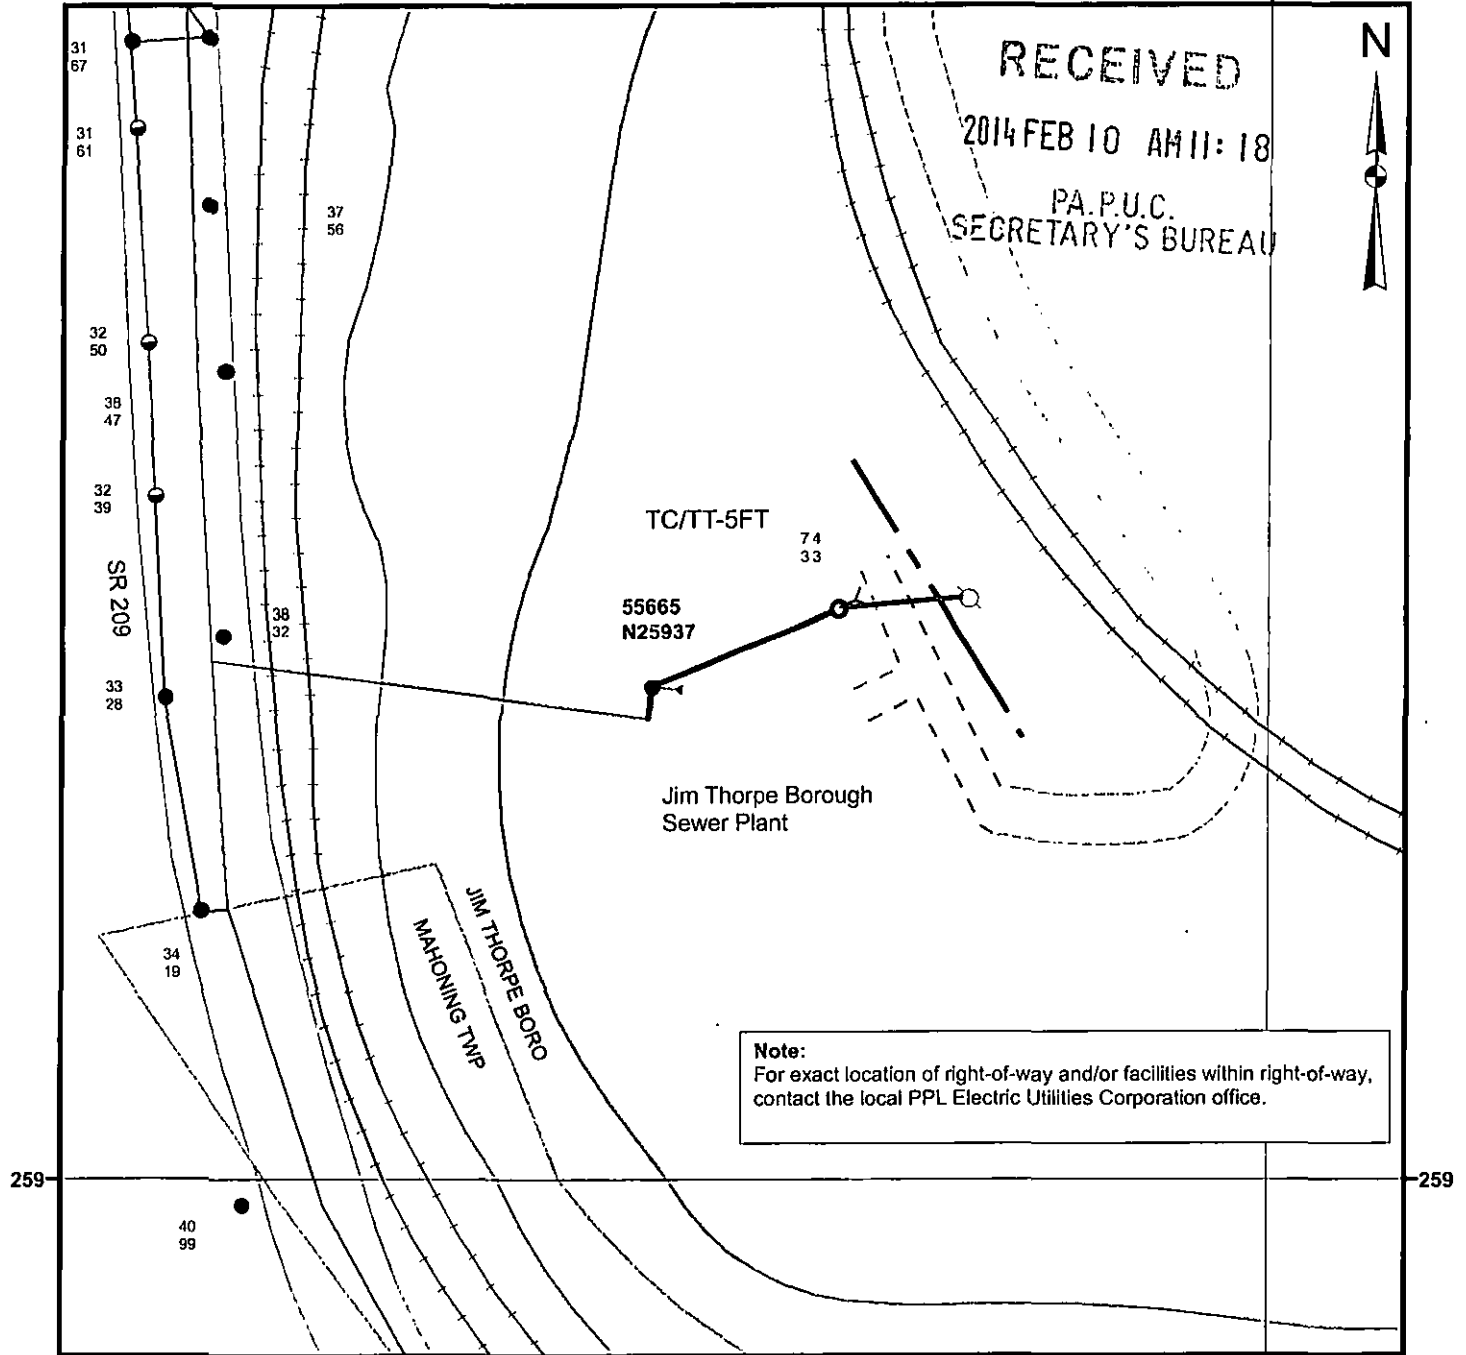 N
RECEIVED
2014 FEB 10 AM 11: 18
PA.P.U.C.
SECRETARY'S BUREAU
31
67
31
61
37
56
32
50
38
47
32
39
SR 209
38
32
33
28
TC/TT-5FT
74
33
55665
N25937
Jim Thorpe Borough
Sewer Plant
JIM THORPE BORO
MAHONING TWP
34
19
Note:
For exact location of right-of-way and/or facilities within right-of-way,
contact the local PPL Electric Utilities Corporation office.
259
259
40
99